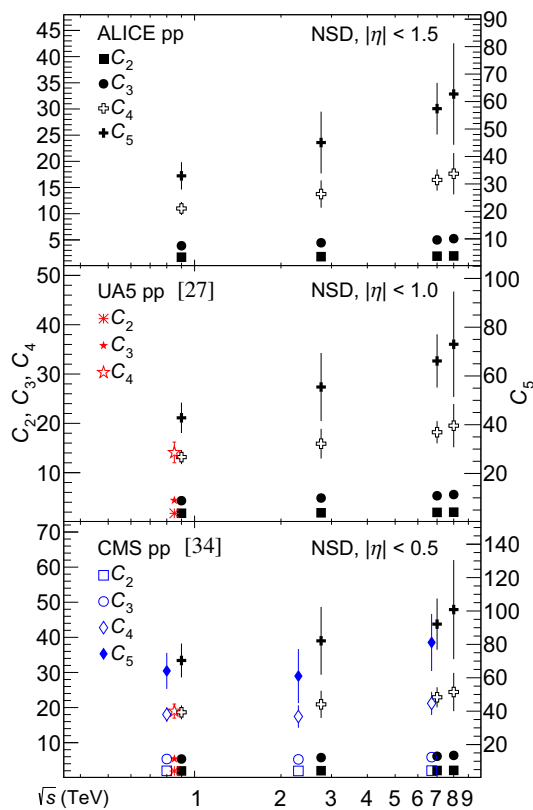 45
40
35
30
25
20
15
10
5
ALICE pp
C2
C3
C4
C5
NSD, |η| < 1.5
90
80
70
60
50
40
30
20
10
50
40
30
20
10
C2, C3, C4
UA5 pp [27]
C2
C3
C4
NSD, |η| < 1.0
100
80
60
40
20
C5
70
60
50
40
30
20
10
CMS pp [34]
C2
C3
C4
C5
NSD, |η| < 0.5
140
120
100
80
60
40
20
√s (TeV)
1 2 3 4 5 6 7 8 9